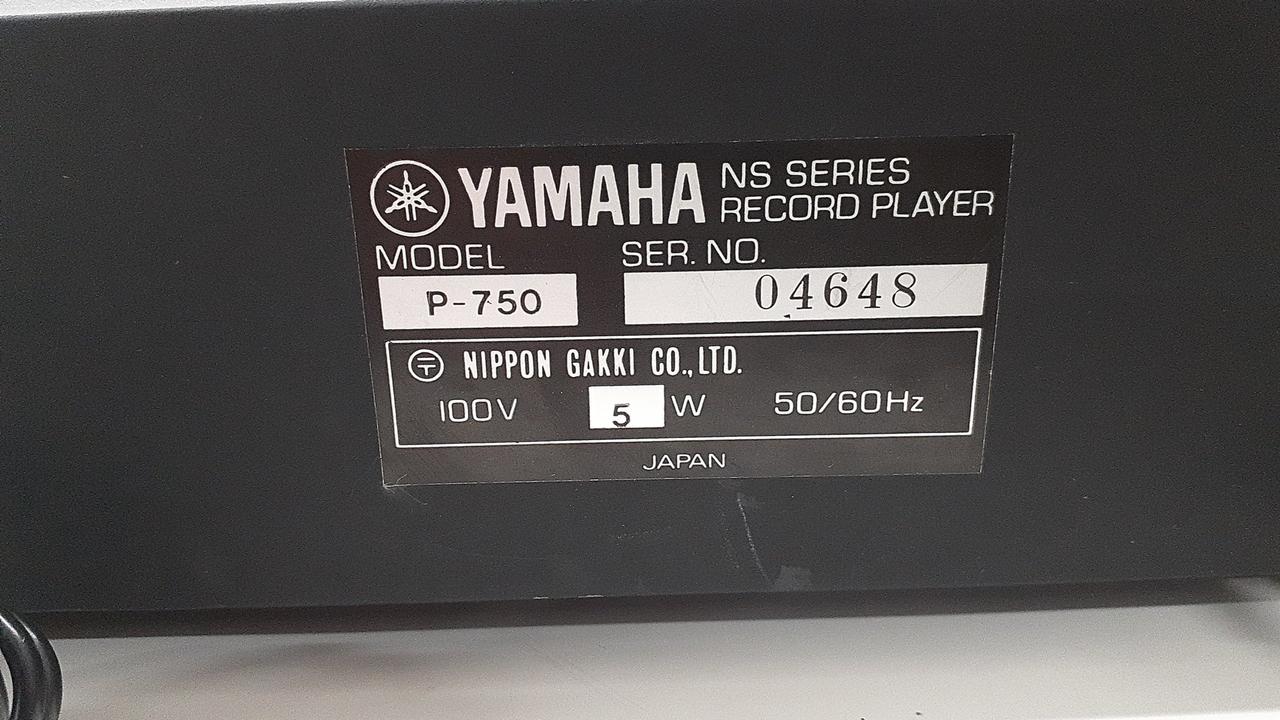 YAMAHA NS SERIES
RECORD PLAYER
MODEL SER. NO.
P-750 04648
〒 NIPPON GAKKI CO.,LTD.
100V 5 W 50/60Hz
JAPAN